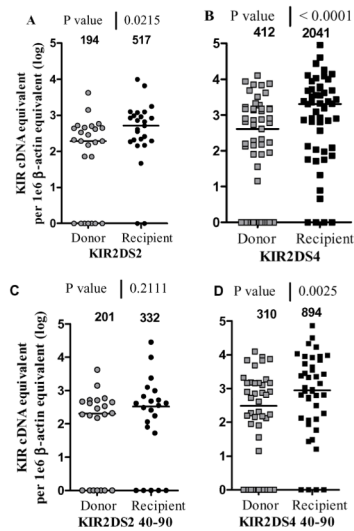 A
P value | 0.0215
194 517
KIR cDNA equivalent
per 1e6 β-actin equivalent (log)
5
4
3
2
1
0
Donor Recipient
KIR2DS2
B
P value | < 0.0001
412 2041
5
4
3
2
1
0
Donor Recipient
KIR2DS4
C
P value | 0.2111
201 332
KIR cDNA equivalent
per 1e6 β-actin equivalent (log)
5
4
3
2
1
0
Donor Recipient
KIR2DS2 40-90
D
P value | 0.0025
310 894
5
4
3
2
1
0
Donor Recipient
KIR2DS4 40-90